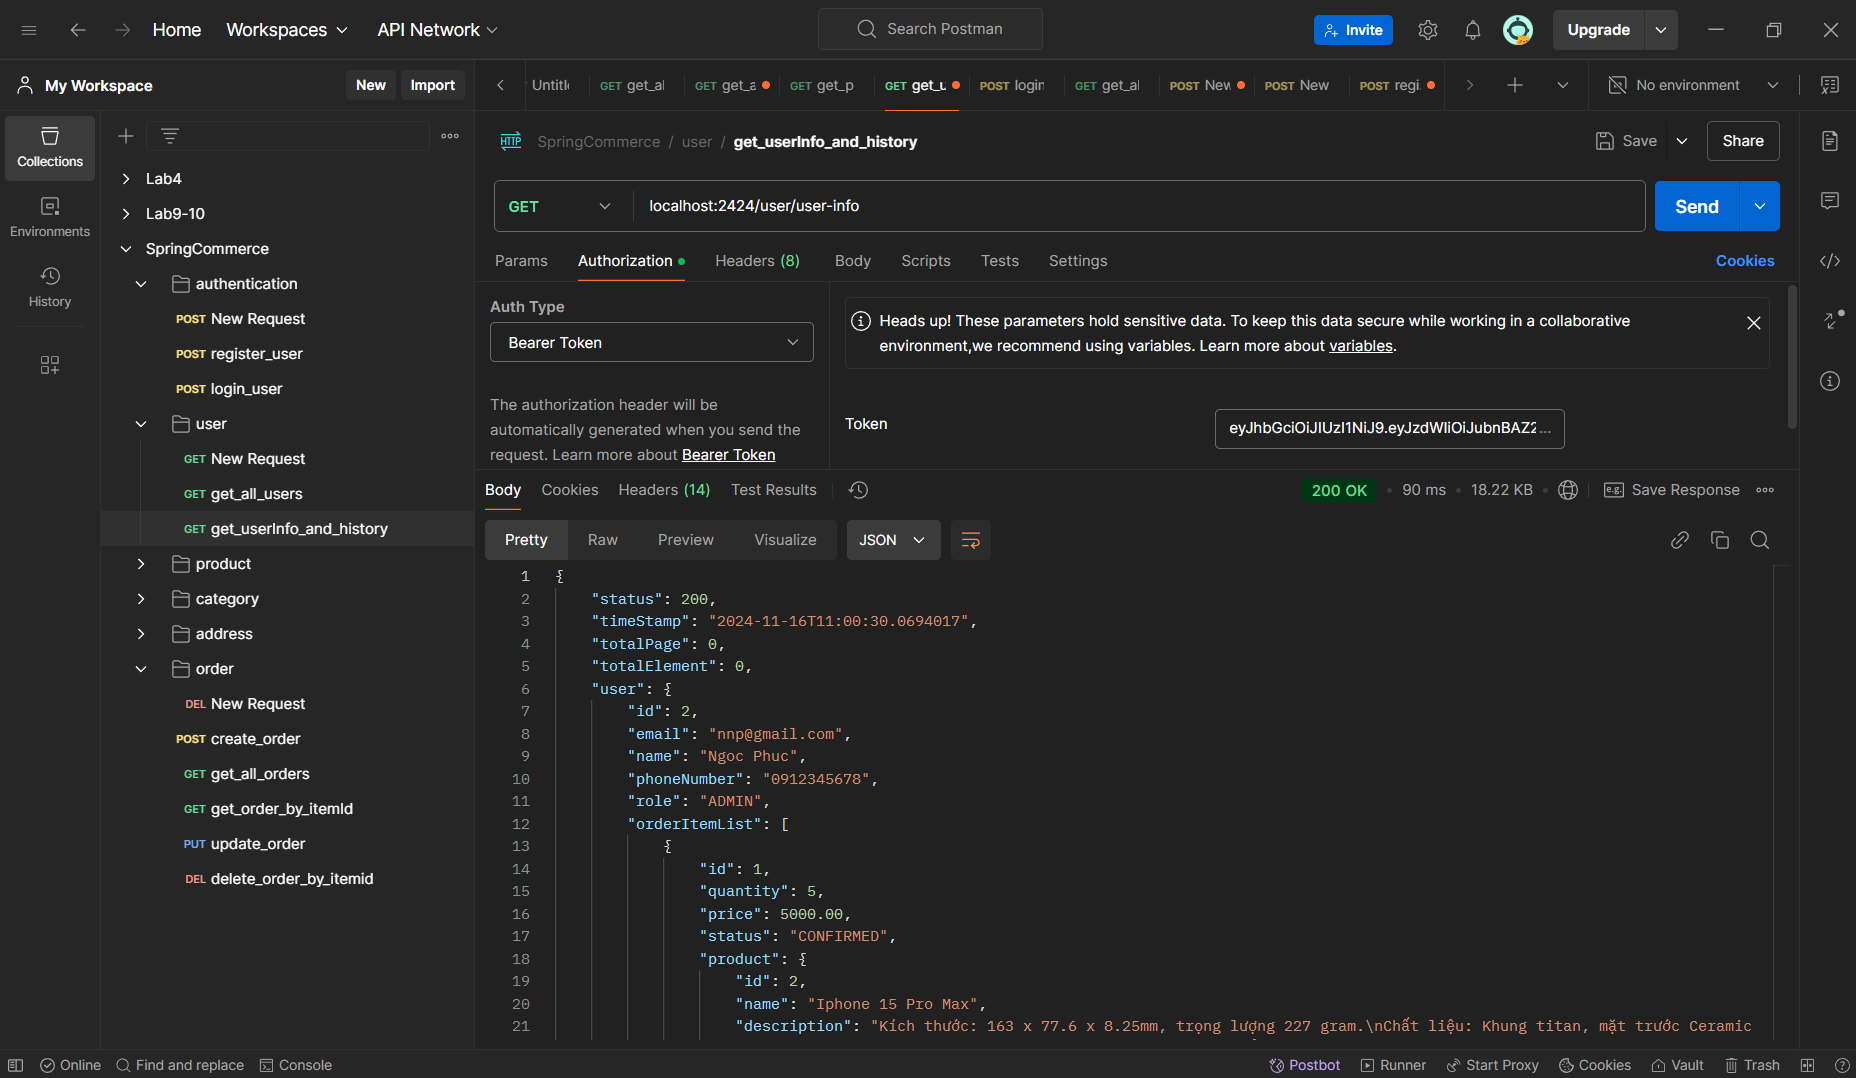 Home Workspaces API Network Search Postman Invite Upgrade
My Workspace New Import
Untitle GET get_al GET get_a GET get_p GET get_u POST login POST GET get_al POST New POST New POST regi No environment
Collections
Environments
History
Lab4
Lab9-10
SpringCommerce
authentication
POST New Request
POST register_user
POST login_user
user
GET New Request
GET get_all_users
GET get_userInfo_and_history
product
category
address
order
DEL New Request
POST create_order
GET get_all_orders
GET get_order_by_itemId
PUT update_order
DEL delete_order_by_itemid
HTTP SpringCommerce / user / get_userInfo_and_history Save Share
GET localhost:2424/user/user-info Send
Params Authorization Headers (8) Body Scripts Tests Settings Cookies
Auth Type
Bearer Token
The authorization header will be
automatically generated when you send the
request. Learn more about Bearer Token
Heads up! These parameters hold sensitive data. To keep this data secure while working in a collaborative
environment,we recommend using variables. Learn more about variables.
Token eyJhbGciOiJIUzI1NiJ9.eyJzdWIiOiJubnBAZ2...
Body Cookies Headers (14) Test Results 200 OK 90 ms 18.22 KB e.g. Save Response
Pretty Raw Preview Visualize JSON
1 {
2 "status": 200,
3 "timeStamp": "2024-11-16T11:00:30.0694017",
4 "totalPage": 0,
5 "totalElement": 0,
6 "user": {
7 "id": 2,
8 "email": "nnp@gmail.com",
9 "name": "Ngoc Phuc",
10 "phoneNumber": "0912345678",
11 "role": "ADMIN",
12 "orderItemList": [
13 {
14 "id": 1,
15 "quantity": 5,
16 "price": 5000.00,
17 "status": "CONFIRMED",
18 "product": {
19 "id": 2,
20 "name": "Iphone 15 Pro Max",
21 "description": "Kích thước: 163 x 77.6 x 8.25mm, trọng lượng 227 gram.\nChất liệu: Khung titan, mặt trước Ceramic
Online Find and replace Console Postbot Runner Start Proxy Cookies Vault Trash